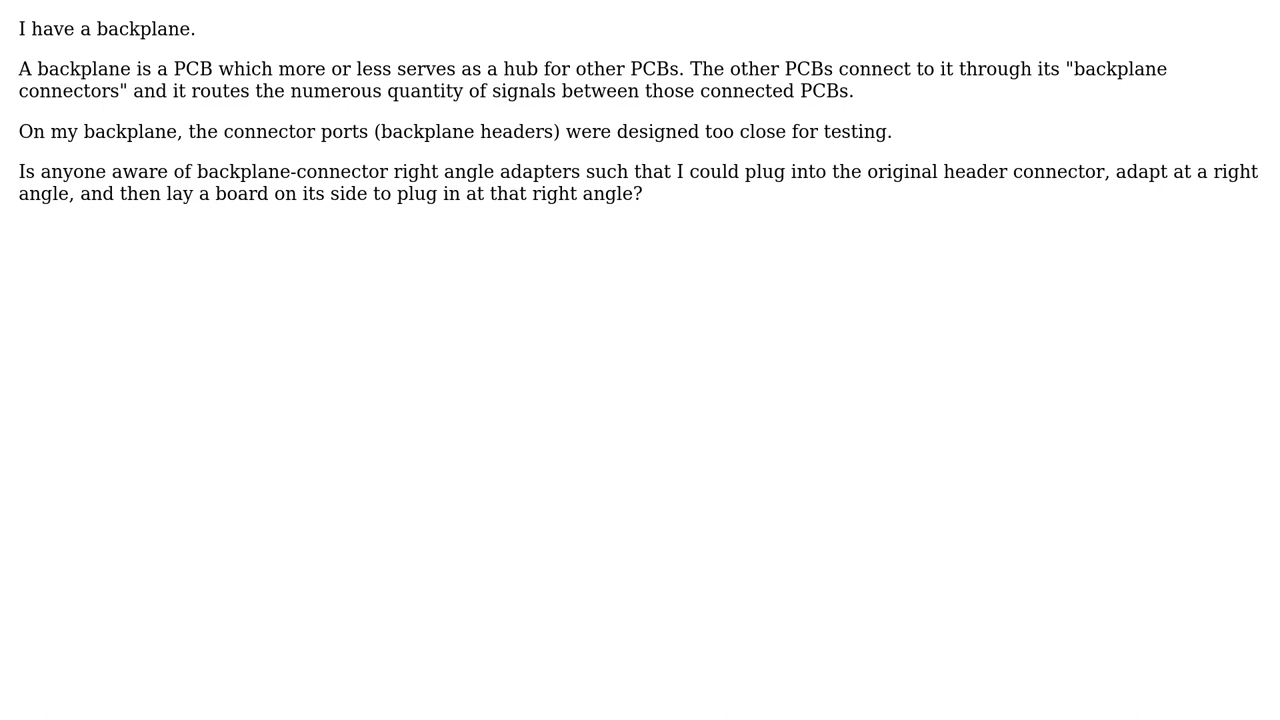 I have a backplane.
A backplane is a PCB which more or less serves as a hub for other PCBs. The other PCBs connect to it through its "backplane
connectors" and it routes the numerous quantity of signals between those connected PCBs.
On my backplane, the connector ports (backplane headers) were designed too close for testing.
Is anyone aware of backplane-connector right angle adapters such that I could plug into the original header connector, adapt at a right
angle, and then lay a board on its side to plug in at that right angle?